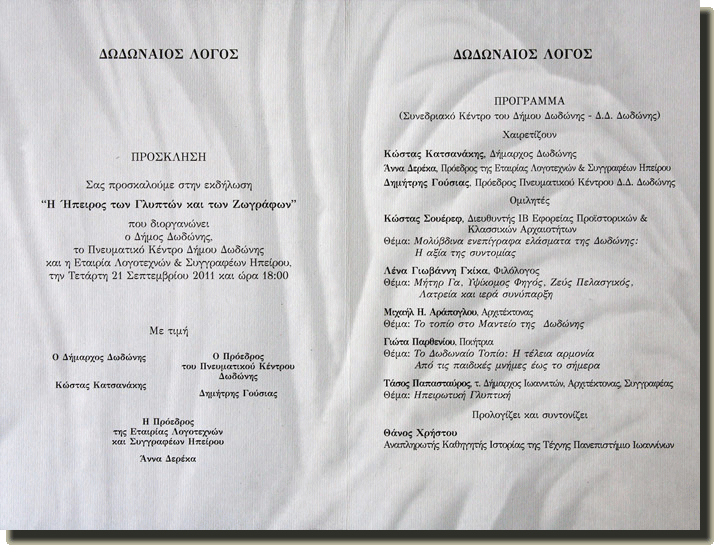 ΔΩΔΩΝΑΙΟΣ ΛΟΓΟΣ
ΠΡΟΣΚΛΗΣΗ
Σας προσκαλούμε στην εκδήλωση
“Η Ήπειρος των Γλυπτών και των Ζωγράφων”
που διοργανώνει
ο Δήμος Δωδώνης,
το Πνευματικό Κέντρο Δήμου Δωδώνης
και η Εταιρία Λογοτεχνών & Συγγραφέων Ηπείρου,
την Τετάρτη 21 Σεπτεμβρίου 2011 και ώρα 18:00
Με τιμή
Ο Δήμαρχος Δωδώνης
Κώστας Κατσανάκης
Ο Πρόεδρος
του Πνευματικού Κέντρου
Δωδώνης
Δημήτρης Γούσιας
Η Πρόεδρος
της Εταιρίας Λογοτεχνών
και Συγγραφέων Ηπείρου
Άννα Δερέκα
ΔΩΔΩΝΑΙΟΣ ΛΟΓΟΣ
ΠΡΟΓΡΑΜΜΑ
(Συνεδριακό Κέντρο του Δήμου Δωδώνης - Δ.Δ. Δωδώνης)
Χαιρετίζουν
Κώστας Κατσανάκης, Δήμαρχος Δωδώνης
Άννα Δερέκα, Πρόεδρος της Εταιρίας Λογοτεχνών & Συγγραφέων Ηπείρου
Δημήτρης Γούσιας, Πρόεδρος Πνευματικού Κέντρου Δ.Δ. Δωδώνης
Ομιλητές
Κώστας Σουέρεφ, Διευθυντής ΙΒ Εφορείας Προϊστορικών &
Κλασσικών Αρχαιοτήτων
Θέμα: Μολύβδινα ενεπίγραφα ελάσματα της Δωδώνης:
Η αξία της συντομίας
Λένα Γιωβάννη Γκίκα, Φιλόλογος
Θέμα: Μήτηρ Γα, Υψίκομος Φηγός, Ζεύς Πελασγικός,
Λατρεία και ιερά συνύπαρξη
Μιχαήλ Η. Αράπογλου, Αρχιτέκτονας
Θέμα: Το τοπίο στο Μαντείο της Δωδώνης
Γιώτα Παρθενίου, Ποιήτρια
Θέμα: Το Δωδωναίο Τοπίο: Η τέλεια αρμονία
Από τις παιδικές μνήμες έως το σήμερα
Τάσος Παπασταύρος, τ. Δήμαρχος Ιωαννιτών, Αρχιτέκτονας, Συγγραφέας
Θέμα: Ηπειρωτική Γλυπτική
Προλογίζει και συντονίζει
Θάνος Χρήστου
Αναπληρωτής Καθηγητής Ιστορίας της Τέχνης Πανεπιστήμιο Ιωαννίνων